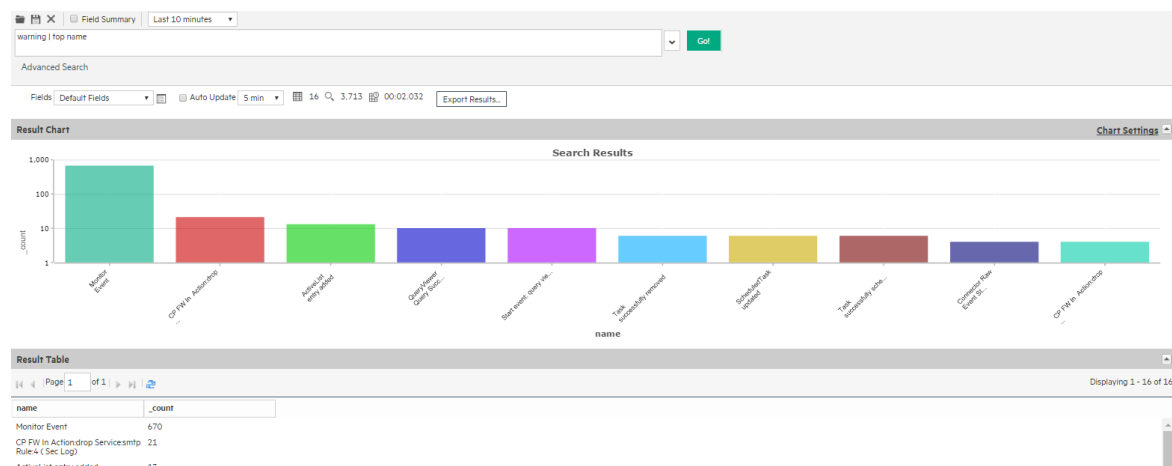 Field Summary Last 10 minutes
warning | top name
Go!
Advanced Search
Fields Default Fields Auto Update 5 min 16 3,713 00:02.032 Export Results...
Result Chart Chart Settings
Search Results
1,000
100
10
1
_count
Monitor
Event
CP FW In Action:drop
...
ActiveList
entry added
QueryViewer
Query Succ...
Start event: query vie...
Task
successfully removed
ScheduledTask
updated
Task
successfully sche...
Connector Raw
Event St...
CP FW In Action:drop
...
name
Result Table
Page 1 of 1 Displaying 1 - 16 of 16
name _count
Monitor Event 670
CP FW In Action:drop Service:smtp 21
Rule:4 ( Sec Log)
ActiveList entry added